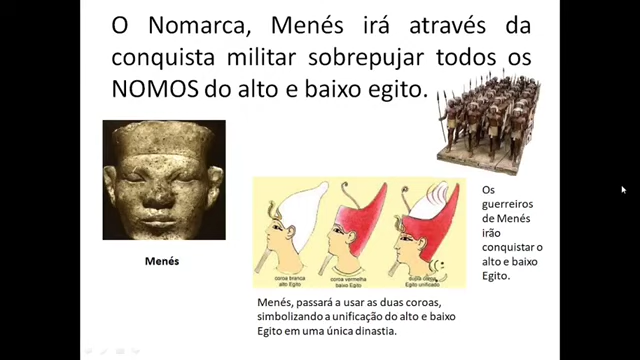 O Nomarca, Menés irá através da
conquista militar sobrepujar todos os
NOMOS do alto e baixo egito.
Menés
coroa branca
alto Egito
coroa vermelha
baixo Egito
dupla coroa
Egito unificado
Os
guerreiros
de Menés
irão
conquistar o
alto e baixo
Egito.
Menés, passará a usar as duas coroas,
simbolizando a unificação do alto e baixo
Egito em uma única dinastia.